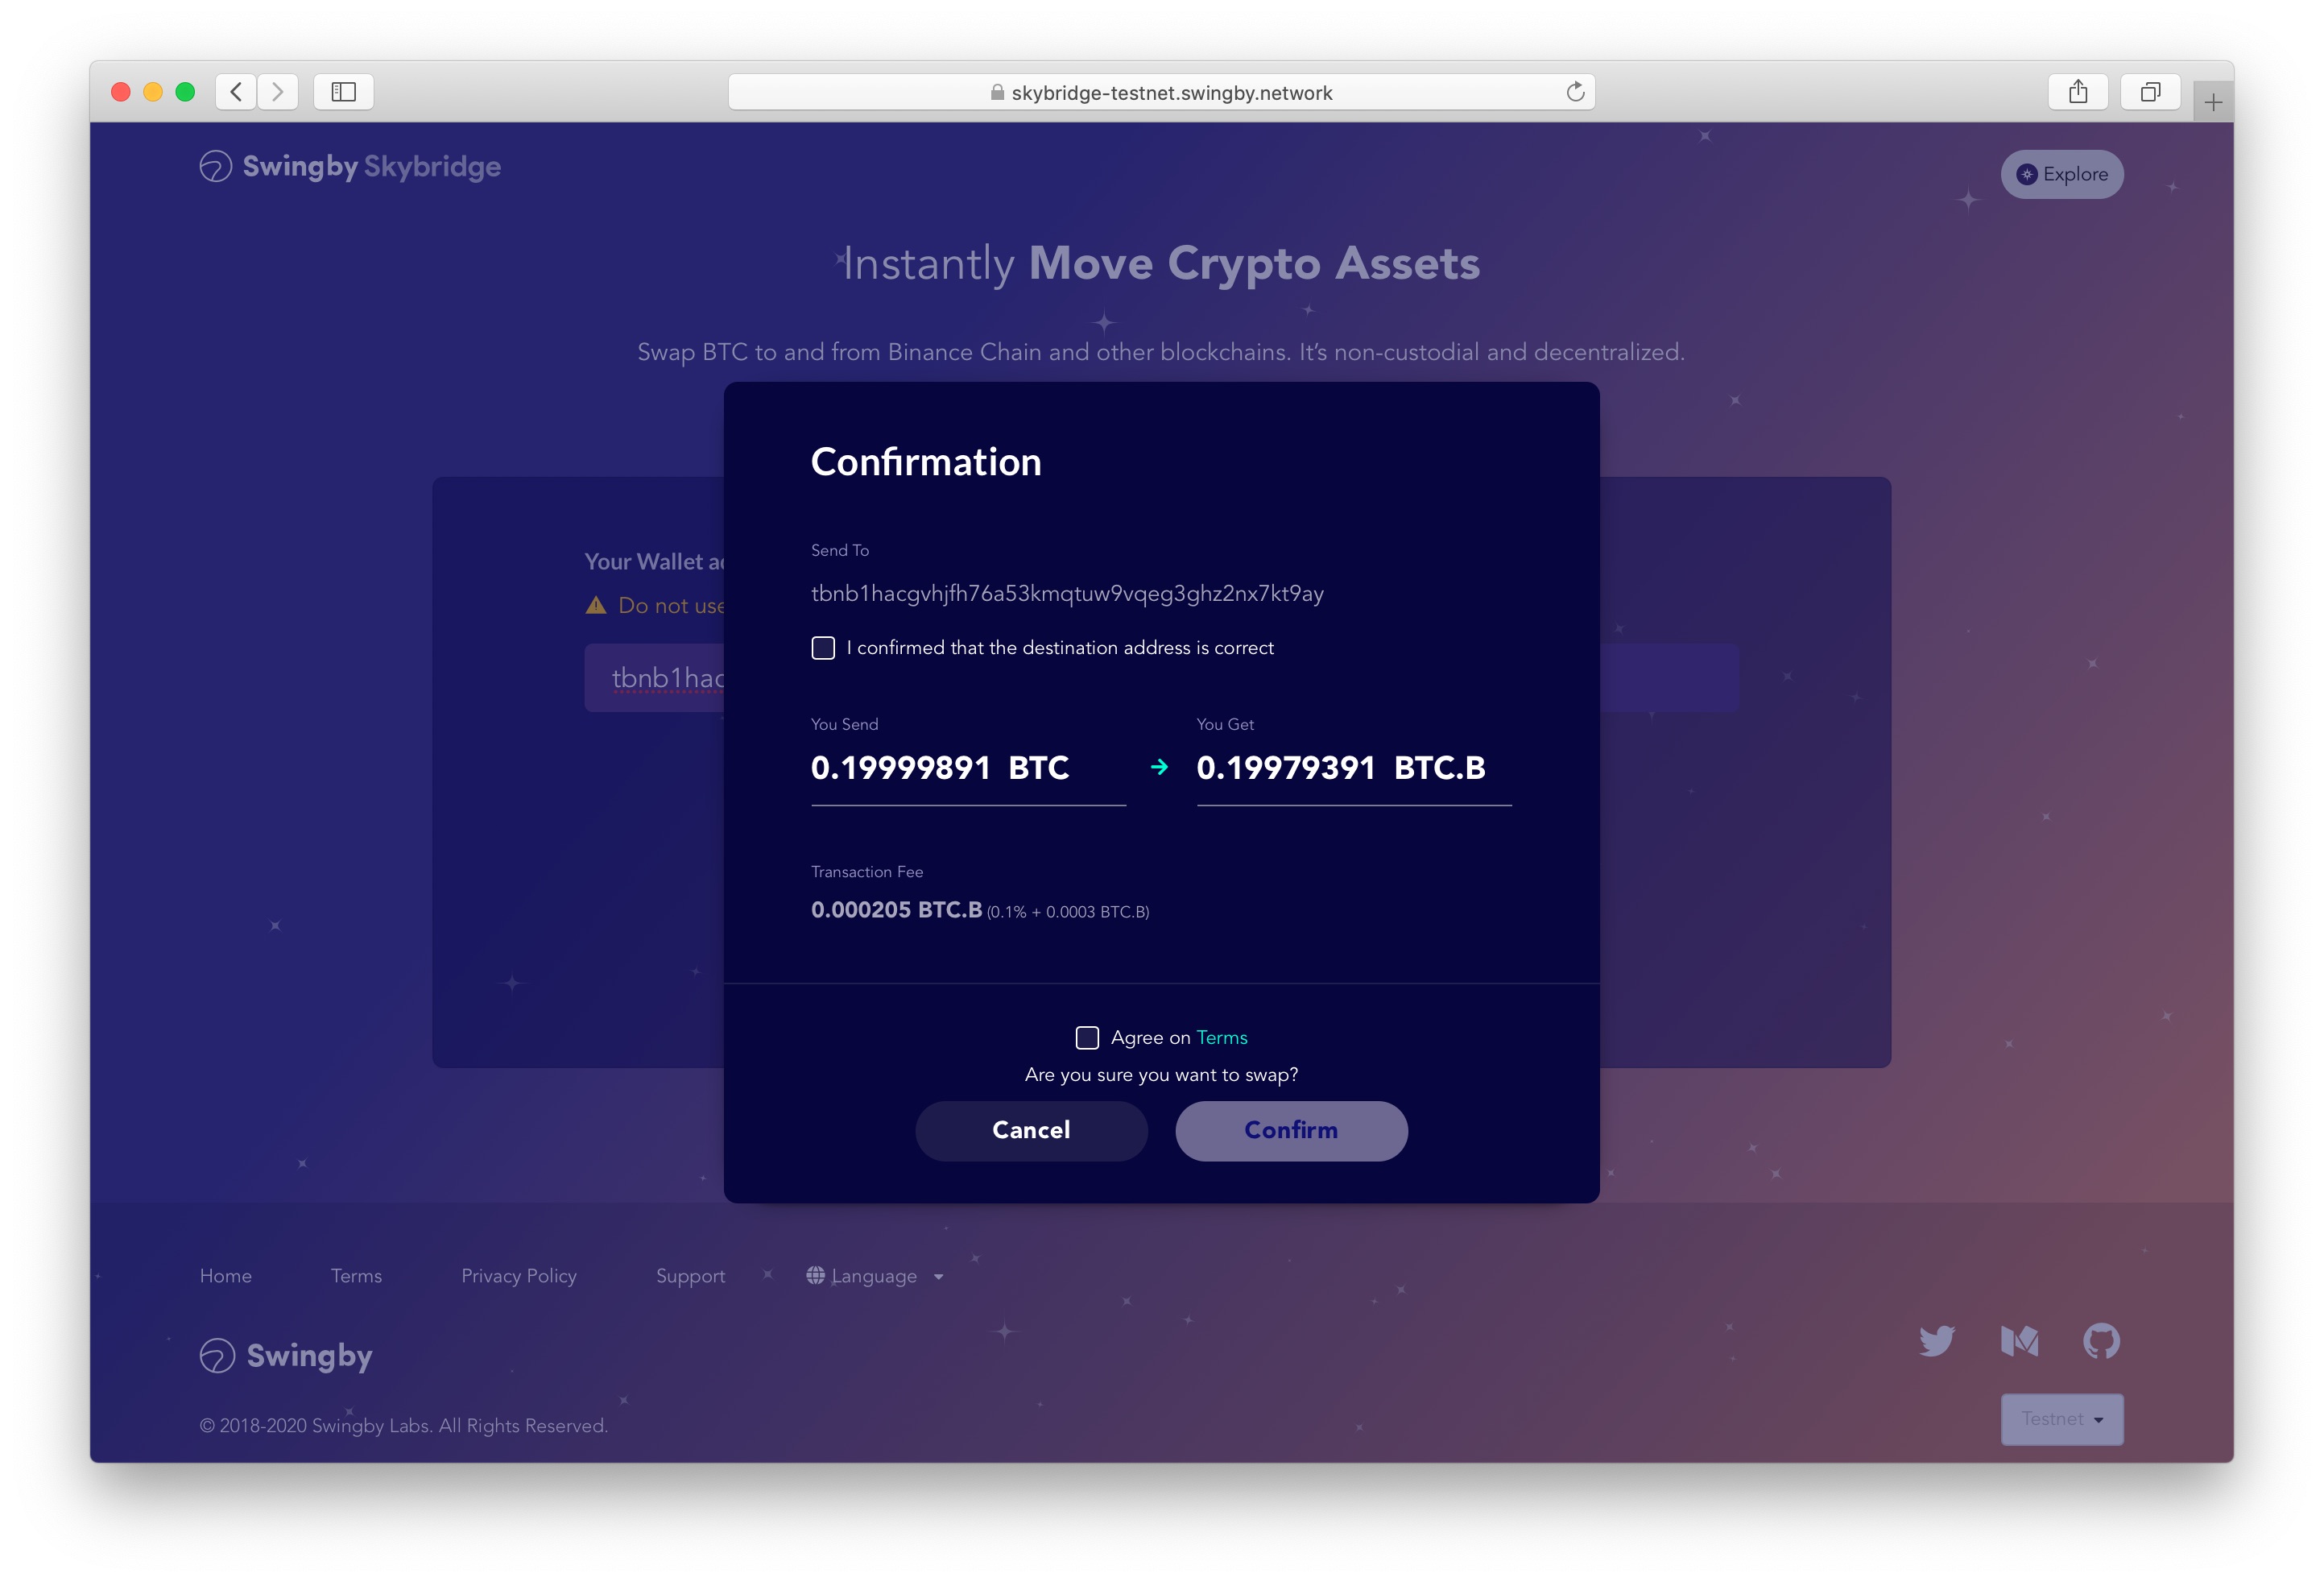 skybridge-testnet.swingby.network
Swingby Skybridge
Explore
Instantly Move Crypto Assets
Swap BTC to and from Binance Chain and other blockchains. It's non-custodial and decentralized.
Confirmation
Your Wallet
Do not use
tbnb1hac
Send To
tbnb1hacgvhjfh76a53kmqtuw9vqeg3ghz2nx7kt9ay
I confirmed that the destination address is correct
You Send
You Get
0.19999891 BTC
0.19979391 BTC.B
Transaction Fee
0.000205 BTC.B (0.1% + 0.0003 BTC.B)
Agree on Terms
Are you sure you want to swap?
Cancel
Confirm
Home
Terms
Privacy Policy
Support
Language
Swingby
© 2018-2020 Swingby Labs. All Rights Reserved.
Testnet